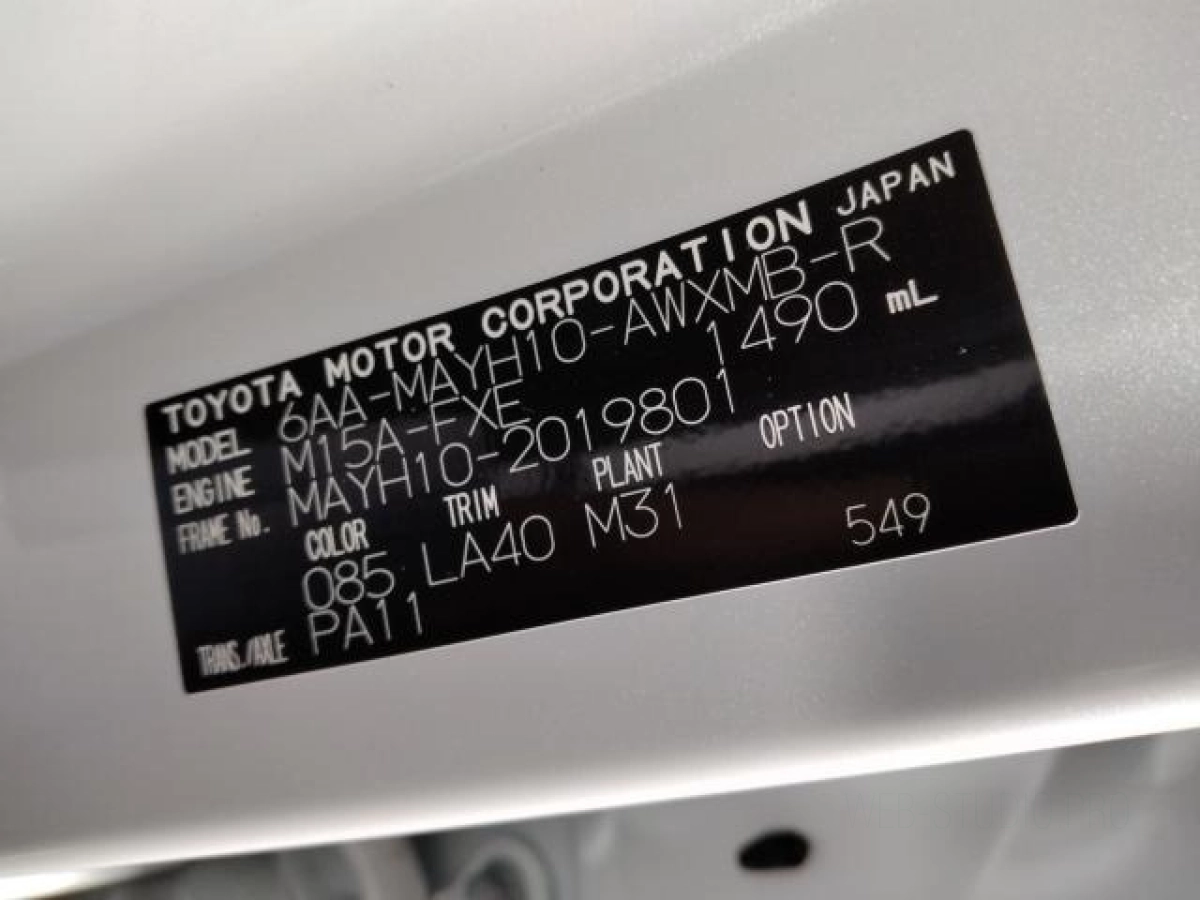 TOYOTA MOTOR CORPORATION JAPAN
MODEL 6AA-MAYH10-AWXMB-R
ENGINE M15A-FXE 1490 mL
FRAME No. MAYH10-2019801
COLOR TRIM PLANT OPTION
085 LA40 M31 549
TRANS./AXLE PA11